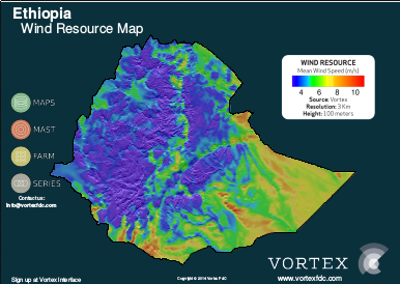 Ethiopia
Wind Resource Map
WIND RESOURCE
Mean Wind Speed (m/s)
4 6 8 10
Source: Vortex
Resolution: 3 Km
Height: 100 meters
MAPS
MAST
FARM
SERIES
Contact us:
info@vortexfdc.com
VORTEX
www.vortexfdc.com
Sign up at Vortex Interface
Copyright © 2014 Vortex FdC